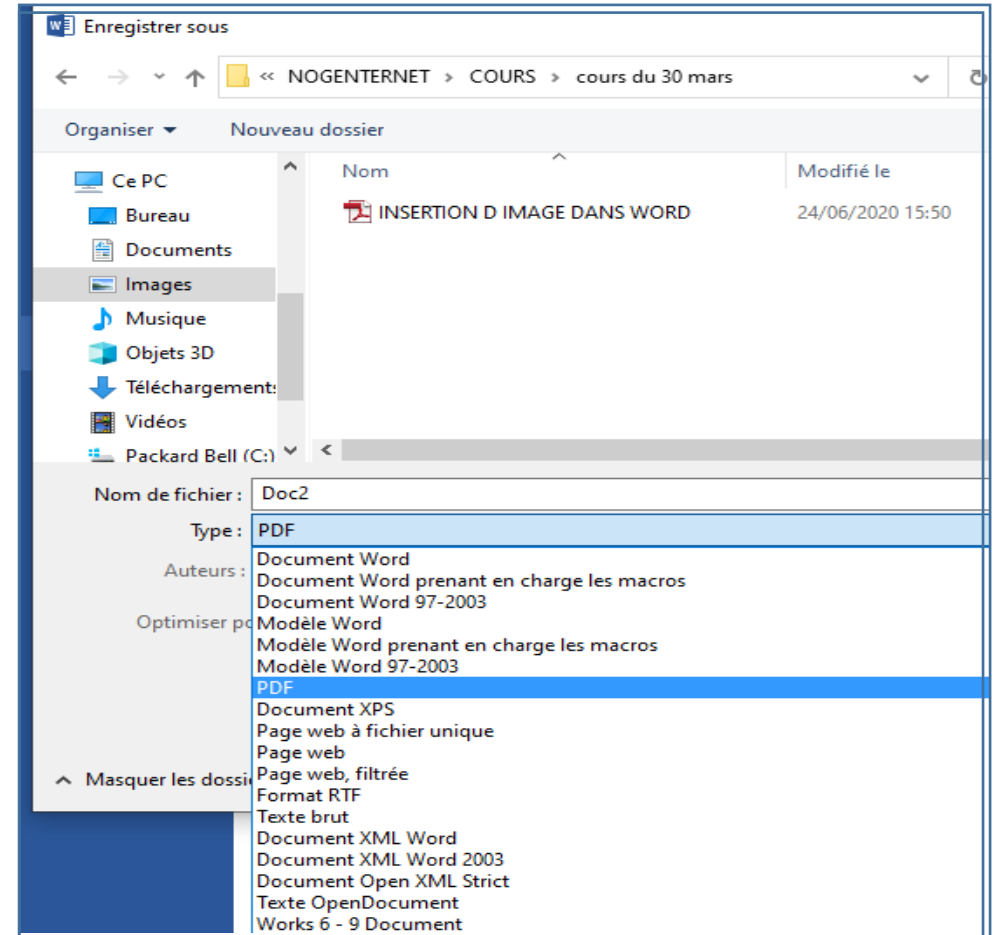 Enregistrer sous
« NOGENTERNET > COURS > cours du 30 mars
Organiser Nouveau dossier
Nom Modifié le
Ce PC
INSERTION D IMAGE DANS WORD 24/06/2020 15:50
Bureau
Documents
Images
Musique
Objets 3D
Téléchargements
Vidéos
Packard Bell (C:)
Nom de fichier : Doc2
Type : PDF
Auteurs :
Optimiser po
Document Word
Document Word prenant en charge les macros
Document Word 97-2003
Modèle Word
Modèle Word prenant en charge les macros
Modèle Word 97-2003
PDF
Document XPS
Page web à fichier unique
Page web
Page web, filtrée
Format RTF
Texte brut
Document XML Word
Document XML Word 2003
Document Open XML Strict
Texte OpenDocument
Works 6 - 9 Document
Masquer les dossie